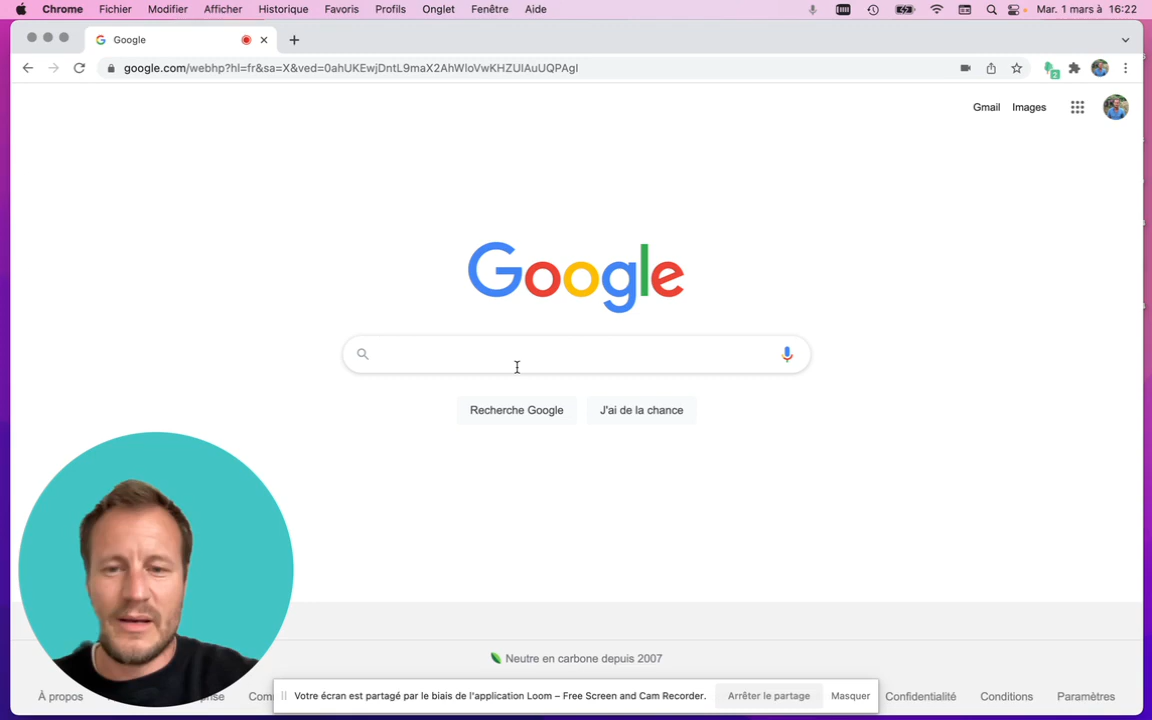 Chrome Fichier Modifier Afficher Historique Favoris Profils Onglet Fenêtre Aide Mar. 1 mars à 16:22
Google
google.com/webhp?hl=fr&sa=X&ved=0ahUKEwjDntL9maX2AhWloVwKHZUIAuUQPAgI
2
Gmail Images
Google
Recherche Google J'ai de la chance
Neutre en carbone depuis 2007
Votre écran est partagé par le biais de l'application Loom – Free Screen and Cam Recorder. Arrêter le partage Masquer
À propos Confidentialité Conditions Paramètres